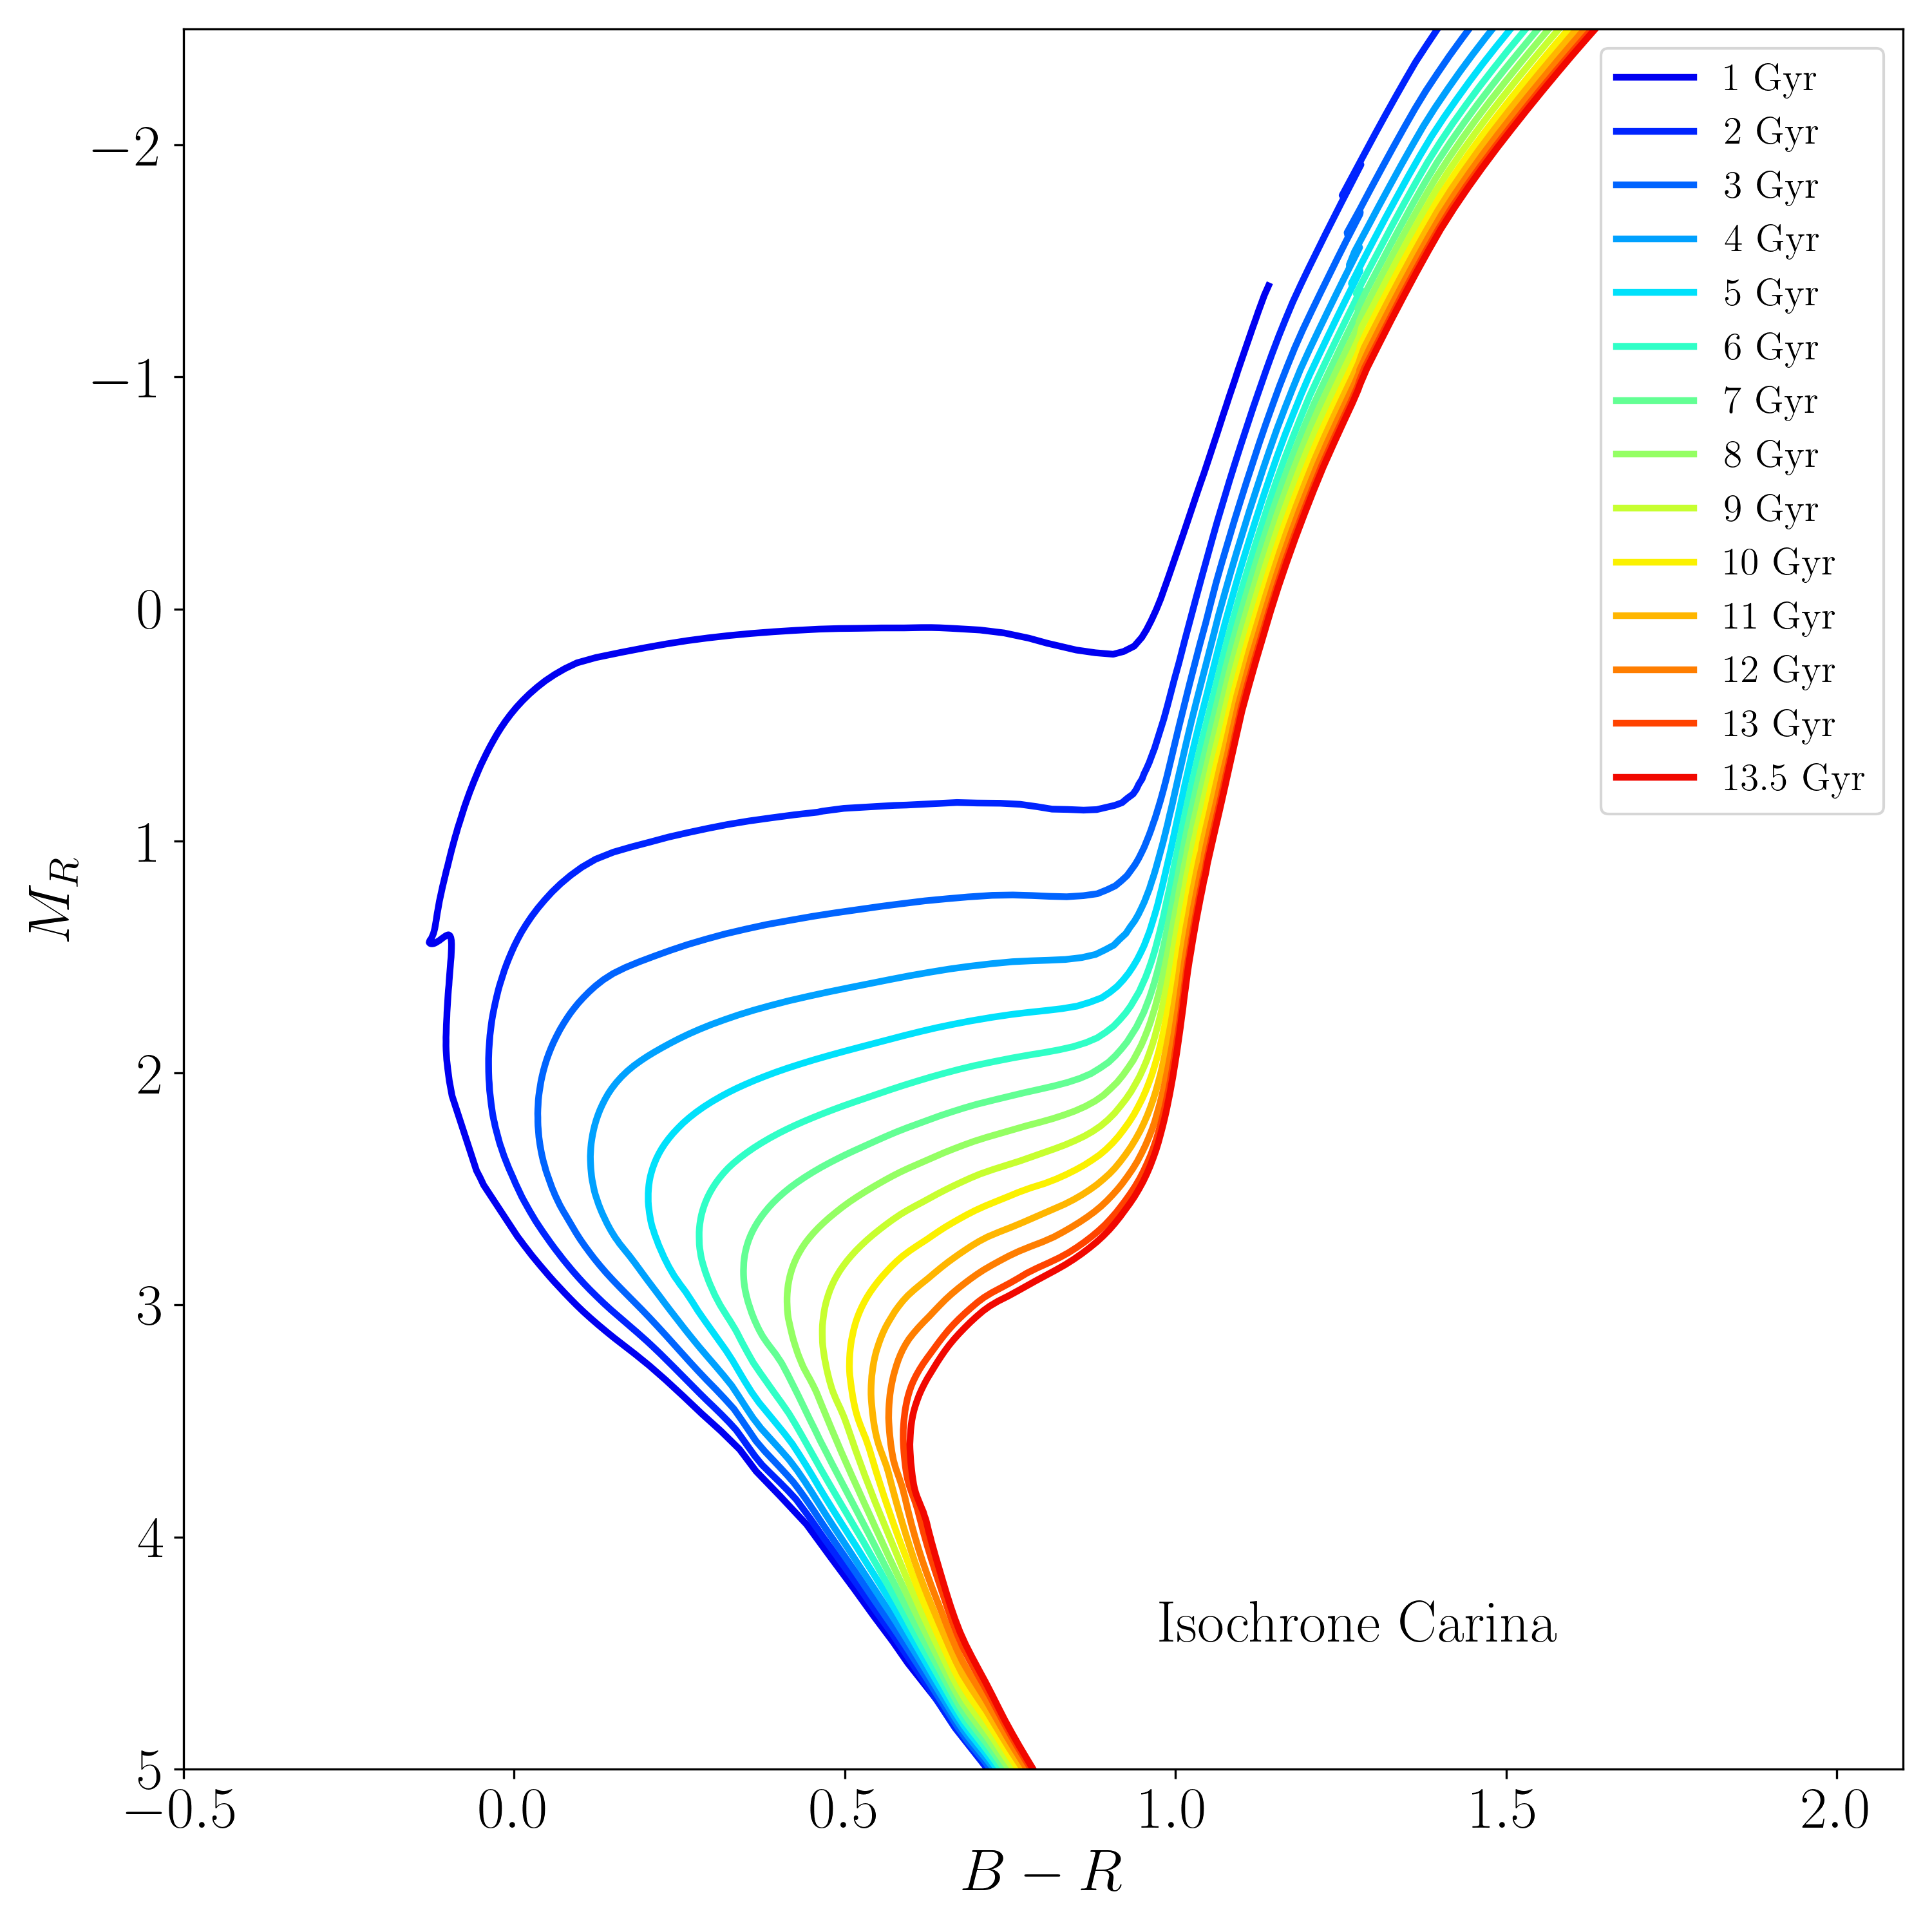 1 Gyr
2 Gyr
3 Gyr
4 Gyr
5 Gyr
6 Gyr
7 Gyr
8 Gyr
9 Gyr
10 Gyr
11 Gyr
12 Gyr
13 Gyr
13.5 Gyr
−2
−1
0
1
2
3
4
5
M_R
Isochrone Carina
−0.5 0.0 0.5 1.0 1.5 2.0
B − R